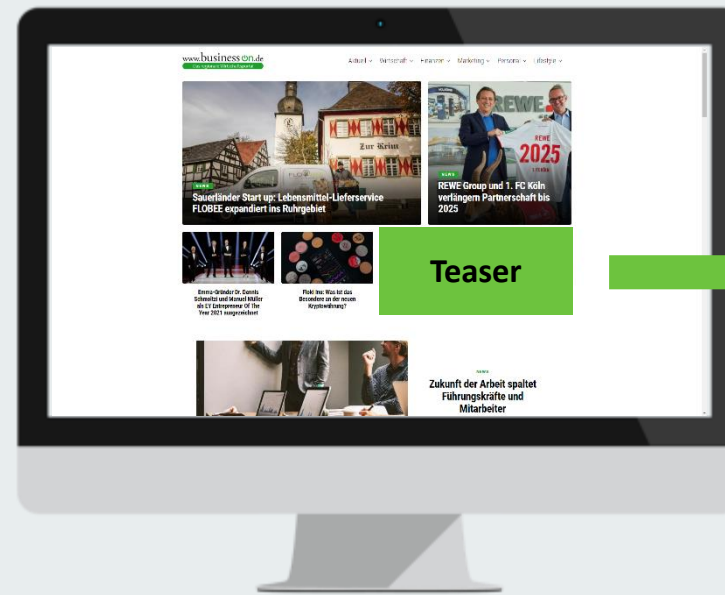 www.business-on.de
Aktuell Wirtschaft Finanzen Marketing Personal Lifestyle
Zur Krim
FLOBEE
NEWS
Sauerländer Start up: Lebensmittel-Lieferservice
FLOBEE expandiert ins Ruhrgebiet
REWE
REWE
2025
NEWS
REWE Group und 1. FC Köln
verlängern Partnerschaft bis
2025
Emma-Gründer Dr. Dennis
Schmoltzi und Manuel Müller
als EY Entrepreneur Of The
Year 2021 ausgezeichnet
Floki Inu: Was ist das
Besondere an der neuen
Kryptowährung?
Teaser
News
Zukunft der Arbeit spaltet
Führungskräfte und
Mitarbeiter